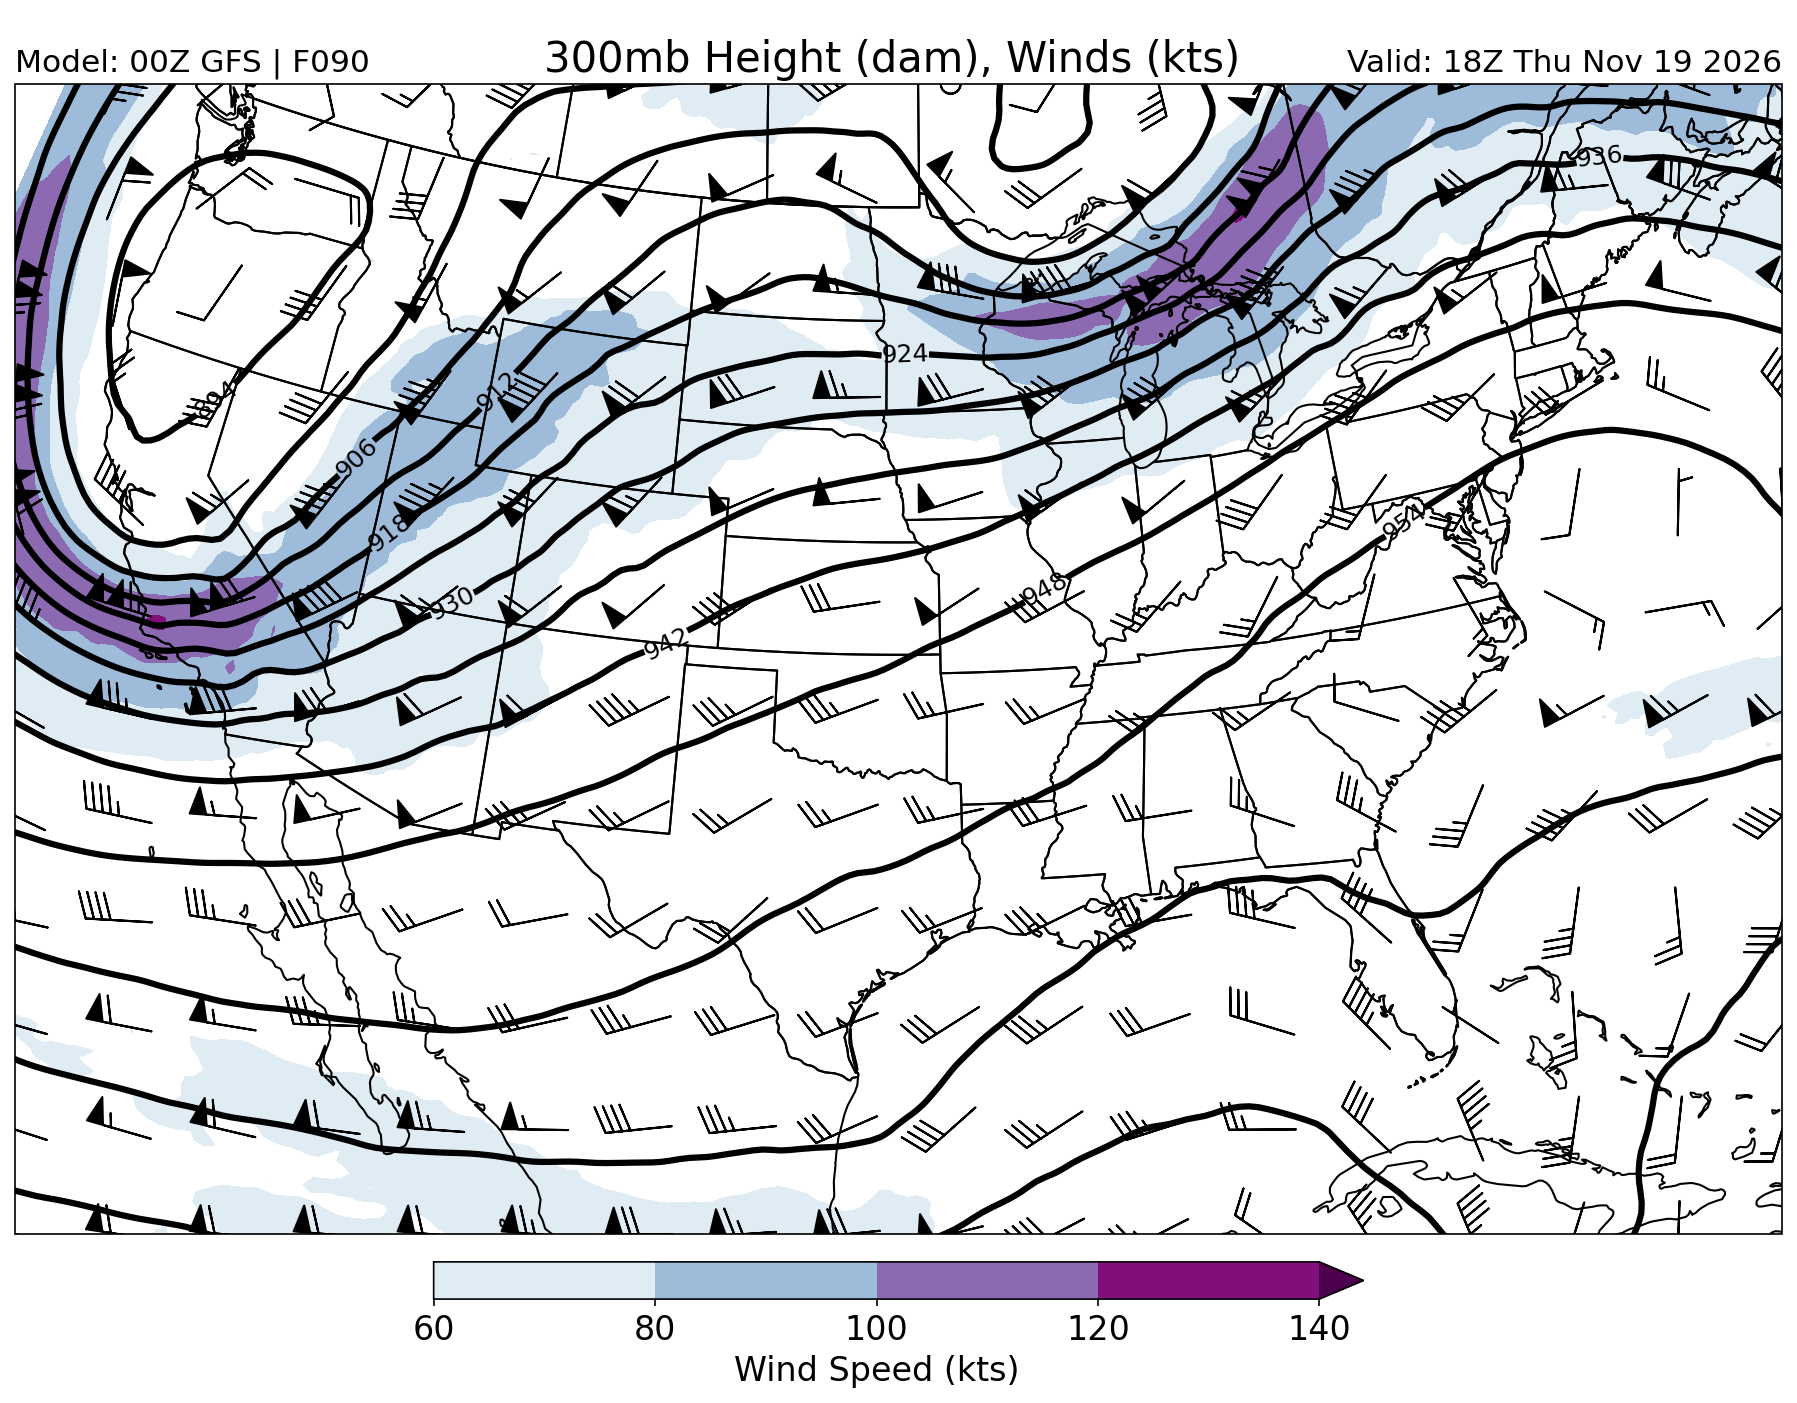 Model: 00Z GFS | F090
300mb Height (dam), Winds (kts)
Valid: 18Z Thu Nov 19 2026
936
924
912
894
906
918
954
930
948
942
60 80 100 120 140
Wind Speed (kts)